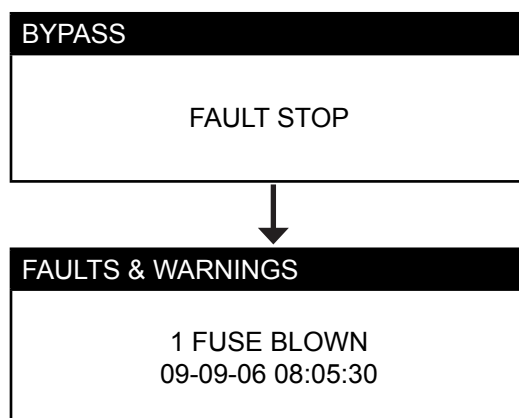 BYPASS
FAULT STOP
FAULTS & WARNINGS
1 FUSE BLOWN
09-09-06 08:05:30